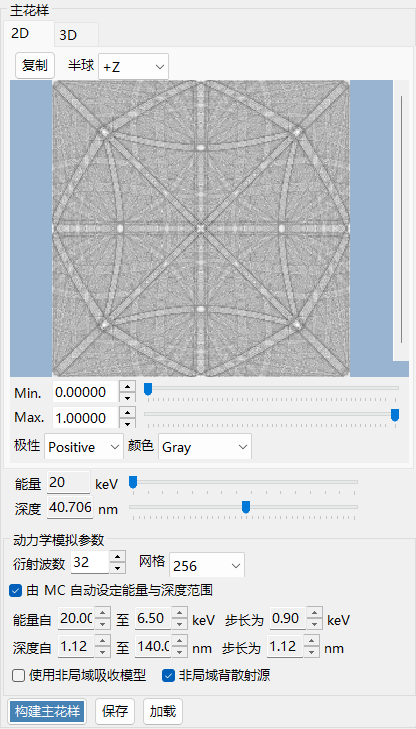 主花样
2D 3D
复制 半球 +Z
Min. 0.00000
Max. 1.00000
极性 Positive 颜色 Gray
能量 20 keV
深度 40.706 nm
动力学模拟参数
衍射波数 32 网格 256
由 MC 自动设定能量与深度范围
能量自 20.00 至 6.50 keV 步长为 0.90 keV
深度自 1.12 至 140.0 nm 步长为 1.12 nm
使用非局域吸收模型 非局域背散射源
构建主花样 保存 加载